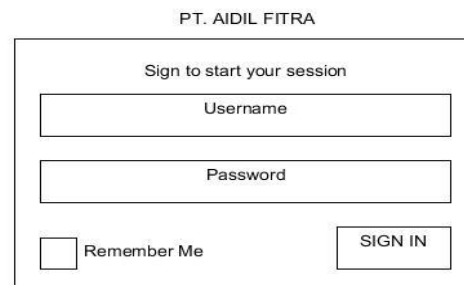 PT. AIDIL FITRA
Sign to start your session
Username
Password
Remember Me
SIGN IN